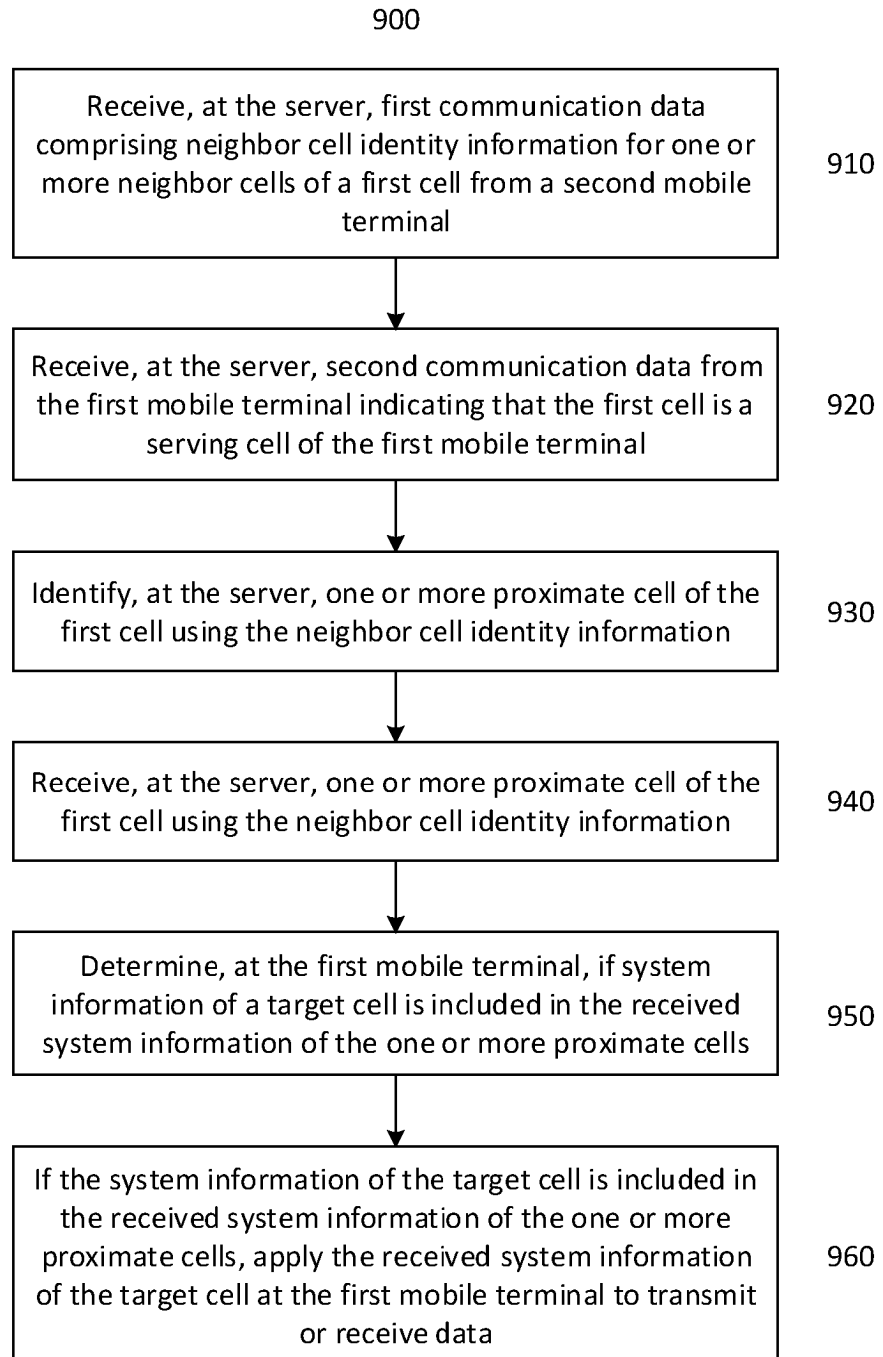 900
Receive, at the server, first communication data
comprising neighbor cell identity information for one or
more neighbor cells of a first cell from a second mobile
terminal
910
Receive, at the server, second communication data from
the first mobile terminal indicating that the first cell is a
serving cell of the first mobile terminal
920
Identify, at the server, one or more proximate cell of the
first cell using the neighbor cell identity information
930
Receive, at the server, one or more proximate cell of the
first cell using the neighbor cell identity information
940
Determine, at the first mobile terminal, if system
information of a target cell is included in the received
system information of the one or more proximate cells
950
If the system information of the target cell is included in
the received system information of the one or more
proximate cells, apply the received system information
of the target cell at the first mobile terminal to transmit
or receive data
960